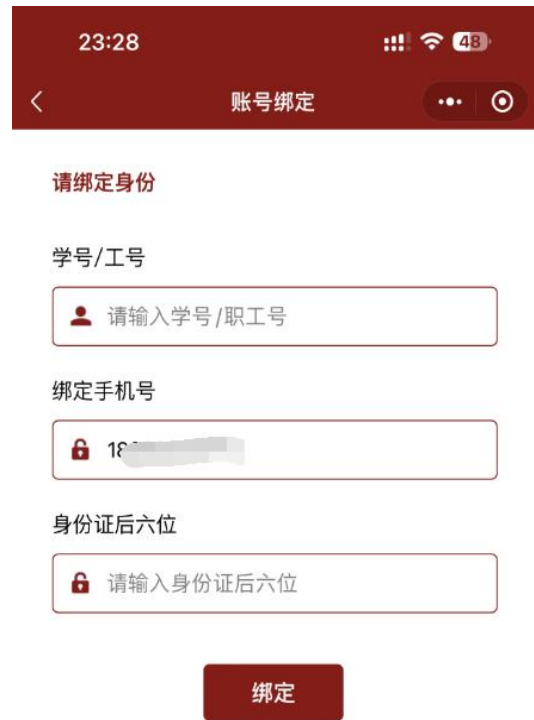 23:28
48
账号绑定
请绑定身份
学号/工号
请输入学号/职工号
绑定手机号
18
身份证后六位
请输入身份证后六位
绑定